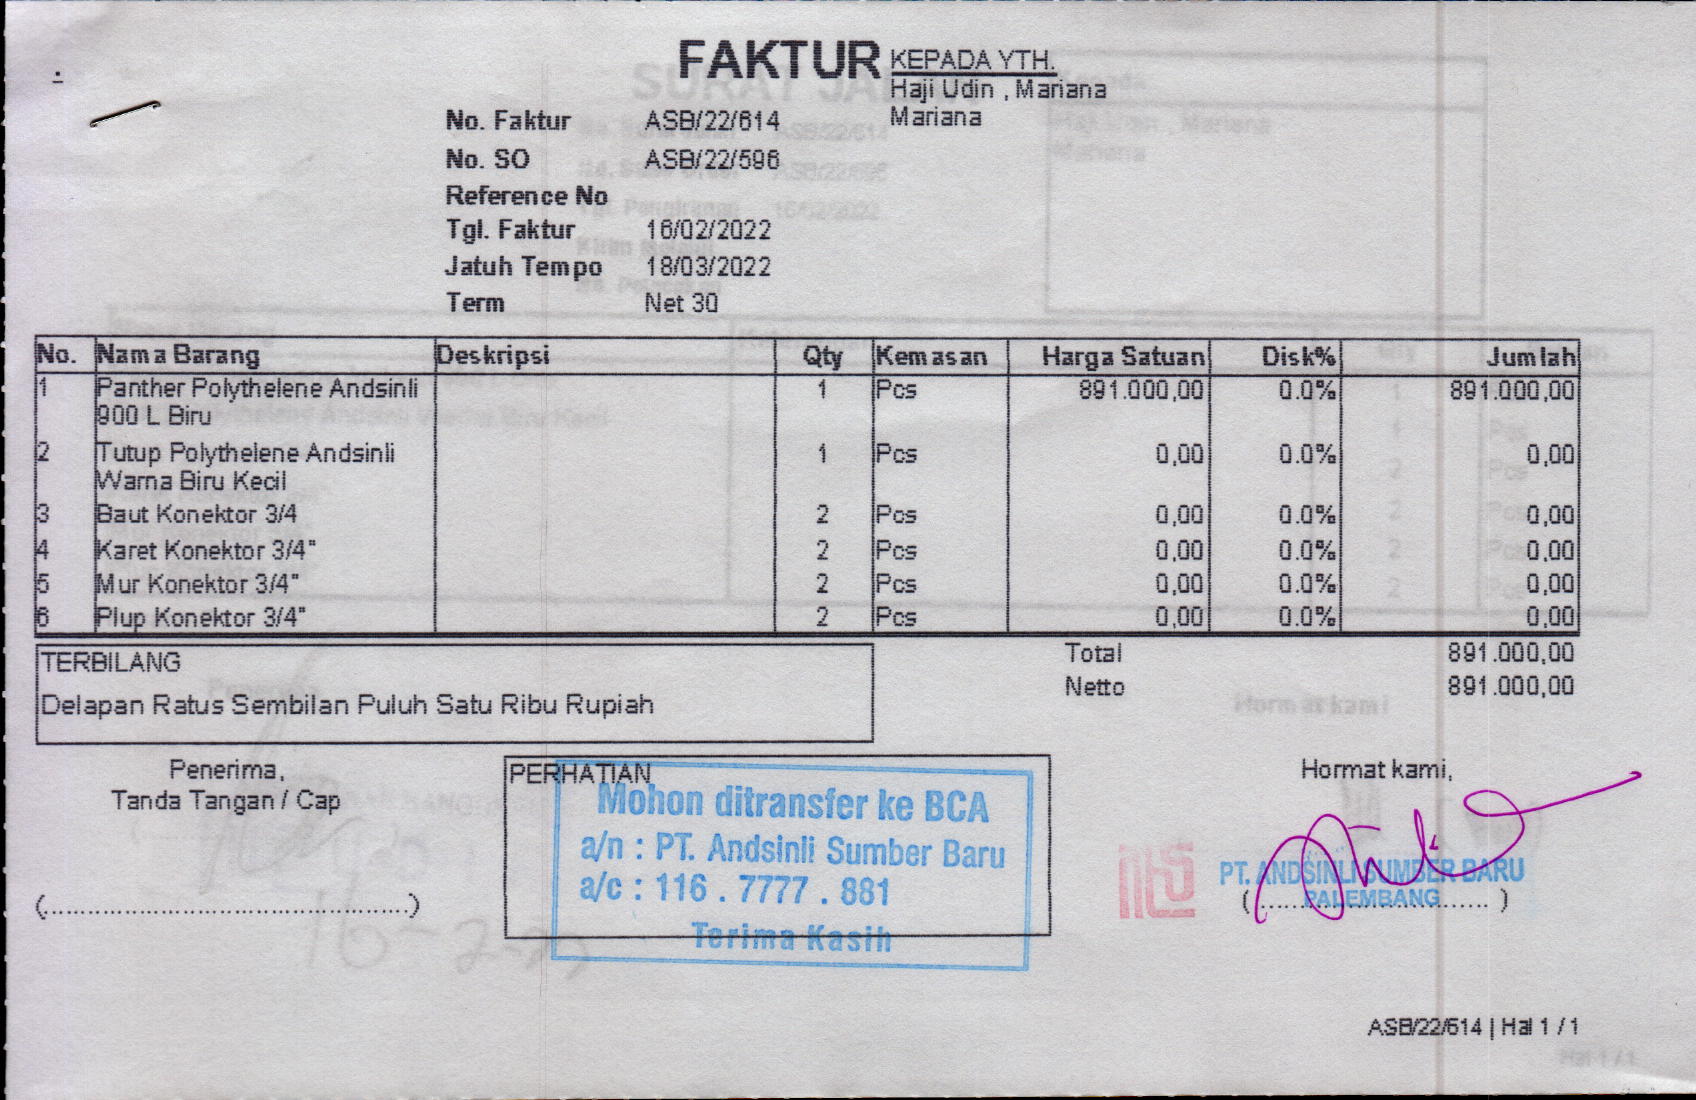 FAKTUR
KEPADA YTH.
Haji Udin , Mariana
Mariana
No. Faktur ASB/22/614
No. SO ASB/22/596
Reference No
Tgl. Faktur 16/02/2022
Jatuh Tempo 18/03/2022
Term Net 30
No. Nama Barang Deskripsi Qty Kemasan Harga Satuan Disk% Jumlah
1 Panther Polythelene Andsinli 1 Pcs 891.000,00 0.0% 891.000,00
900 L Biru
2 Tutup Polythelene Andsinli 1 Pcs 0,00 0.0% 0,00
Warna Biru Kecil
3 Baut Konektor 3/4 2 Pcs 0,00 0.0% 0,00
4 Karet Konektor 3/4" 2 Pcs 0,00 0.0% 0,00
5 Mur Konektor 3/4" 2 Pcs 0,00 0.0% 0,00
6 Plup Konektor 3/4" 2 Pcs 0,00 0.0% 0,00
Total 891.000,00
Netto 891.000,00
TERBILANG
Delapan Ratus Sembilan Puluh Satu Ribu Rupiah
Penerima,
Tanda Tangan / Cap
(............................................)
PERHATIAN
Mohon ditransfer ke BCA
a/n : PT. Andsinli Sumber Baru
a/c : 116 . 7777 . 881
Terima Kasih
Hormat kami,
PT. ANDSINLI SUMBER BARU
PALEMBANG
16-2-22
ASB/22/614 | Hal 1 / 1